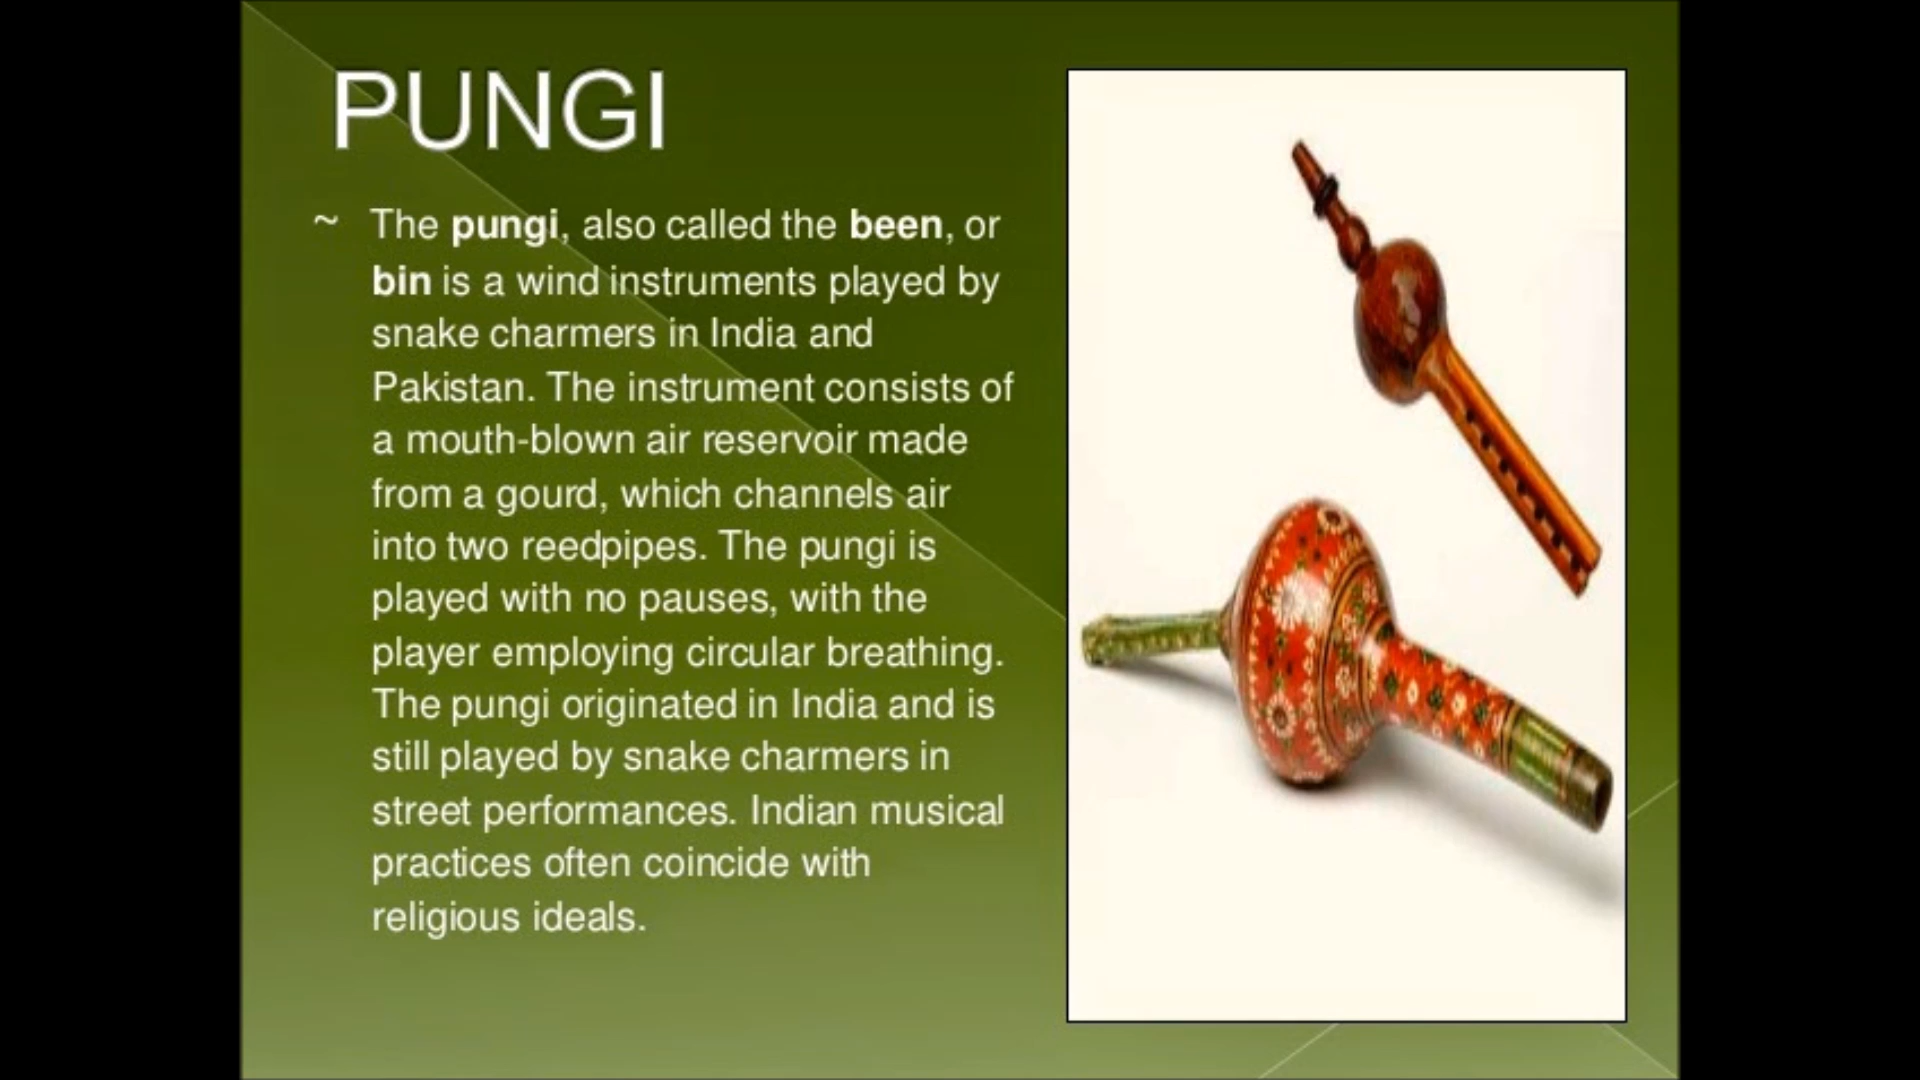 PUNGI
~ The pungi, also called the been, or
bin is a wind instruments played by
snake charmers in India and
Pakistan. The instrument consists of
a mouth-blown air reservoir made
from a gourd, which channels air
into two reedpipes. The pungi is
played with no pauses, with the
player employing circular breathing.
The pungi originated in India and is
still played by snake charmers in
street performances. Indian musical
practices often coincide with
religious ideals.